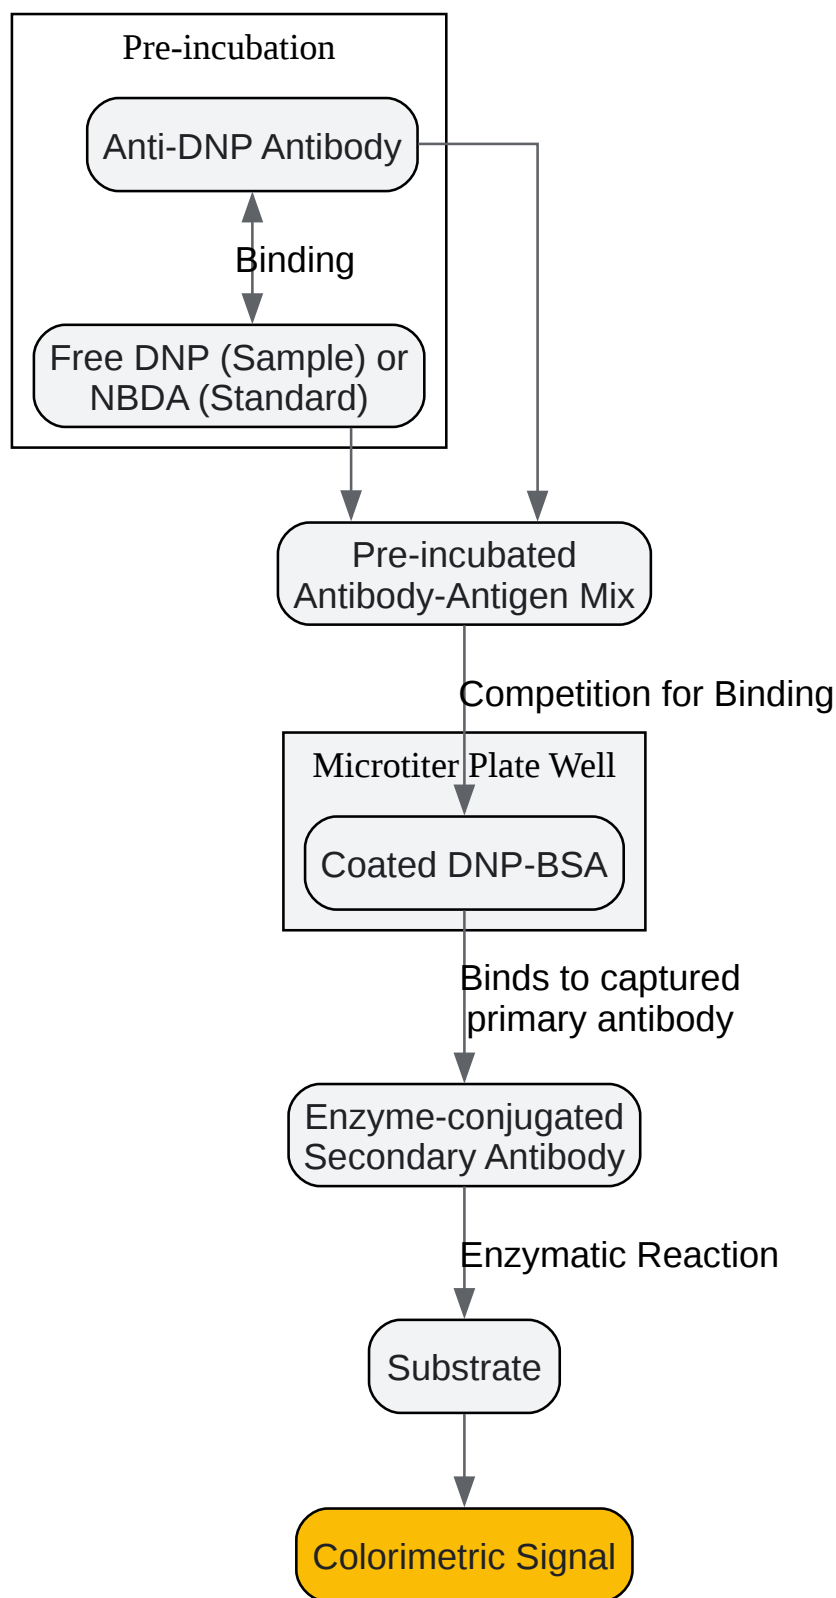 Pre-incubation
Anti-DNP Antibody
Binding
Free DNP (Sample) or
NBDA (Standard)
Pre-incubated
Antibody-Antigen Mix
Competition for Binding
Microtiter Plate Well
Coated DNP-BSA
Binds to captured
primary antibody
Enzyme-conjugated
Secondary Antibody
Enzymatic Reaction
Substrate
Colorimetric Signal